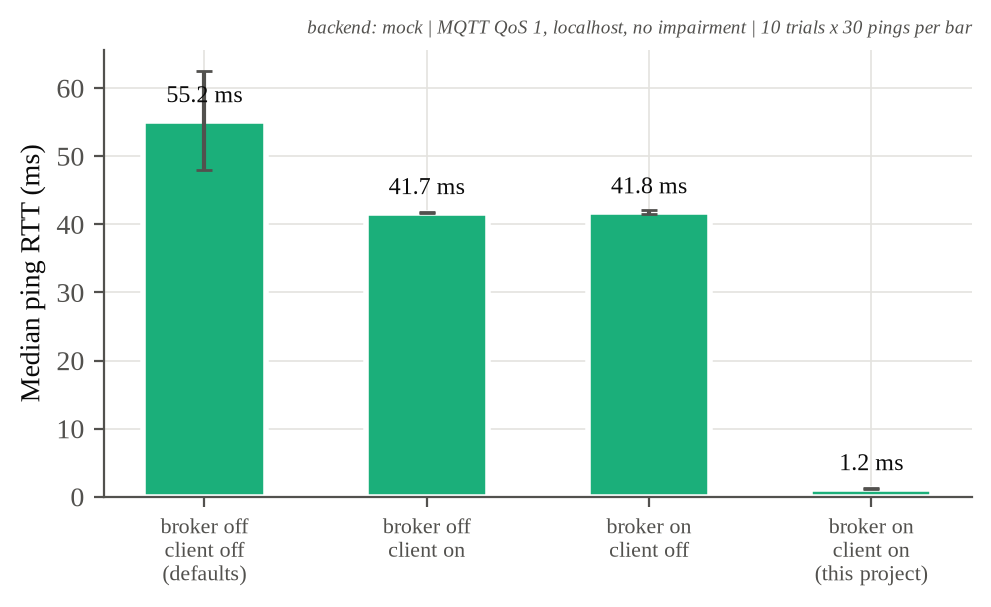 backend: mock | MQTT QoS 1, localhost, no impairment | 10 trials x 30 pings per bar
Median ping RTT (ms)
60
50
40
30
20
10
0
55.2 ms
41.7 ms
41.8 ms
1.2 ms
broker off
client off
(defaults)
broker off
client on
broker on
client off
broker on
client on
(this project)